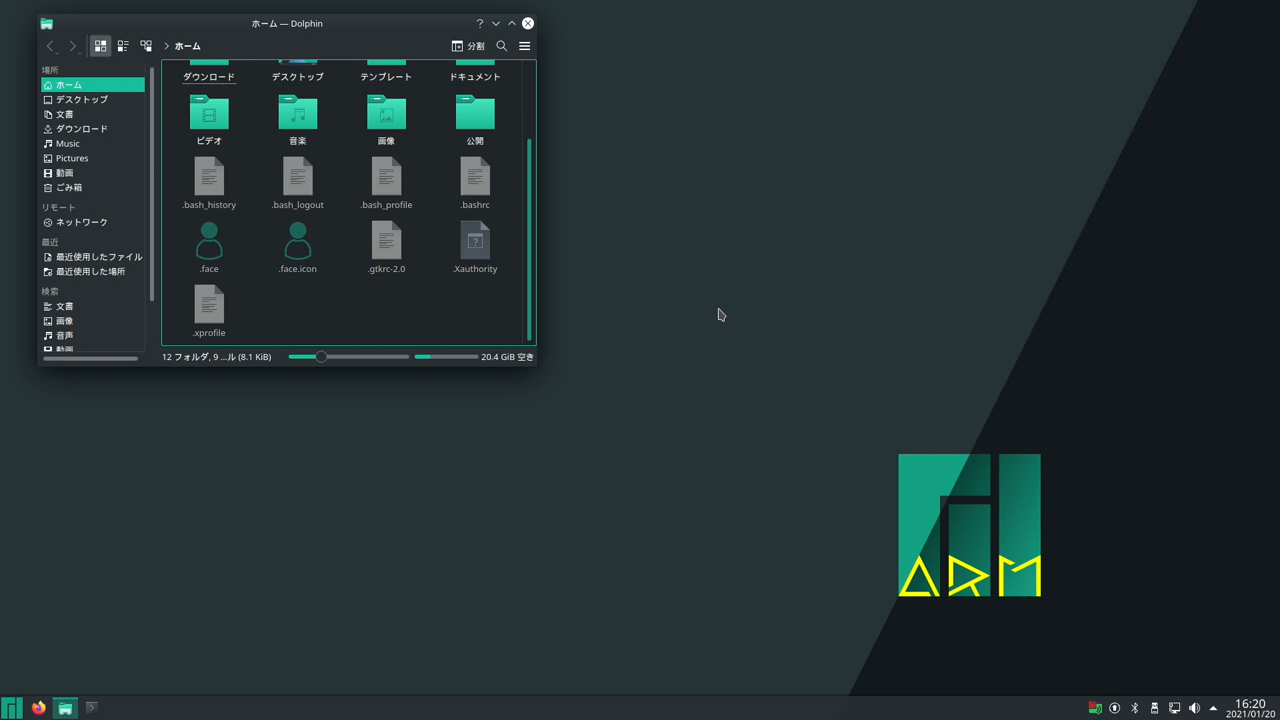 ホーム — Dolphin
ホーム
分割
場所
ホーム
デスクトップ
文書
ダウンロード
Music
Pictures
動画
ごみ箱
リモート
ネットワーク
最近
最近使用したファイル
最近使用した場所
検索
文書
画像
音声
動画
ダウンロード
デスクトップ
テンプレート
ドキュメント
ビデオ
音楽
画像
公開
.bash_history
.bash_logout
.bash_profile
.bashrc
.face
.face.icon
.gtkrc-2.0
.Xauthority
.xprofile
12 フォルダ, 9 ...ル (8.1 KiB)
20.4 GiB 空き
ARM
16:20
2021/01/20